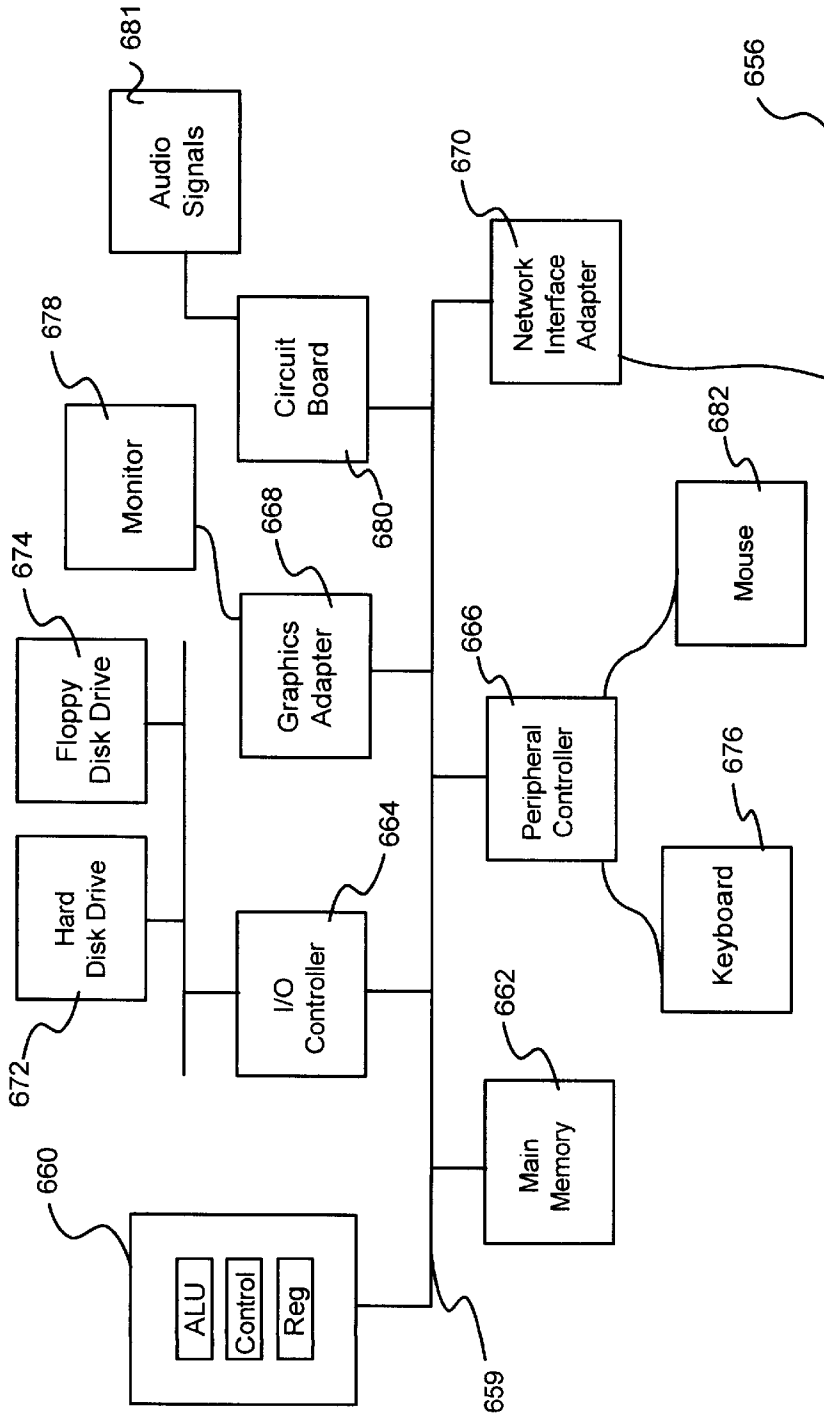 660
ALU
Control
Reg
659
672
Hard
Disk Drive
674
Floppy
Disk Drive
678
Monitor
681
Audio
Signals
I/O
Controller
664
Graphics
Adapter
668
Circuit
Board
680
662
Main
Memory
666
Peripheral
Controller
670
Network
Interface
Adapter
676
Keyboard
682
Mouse
656